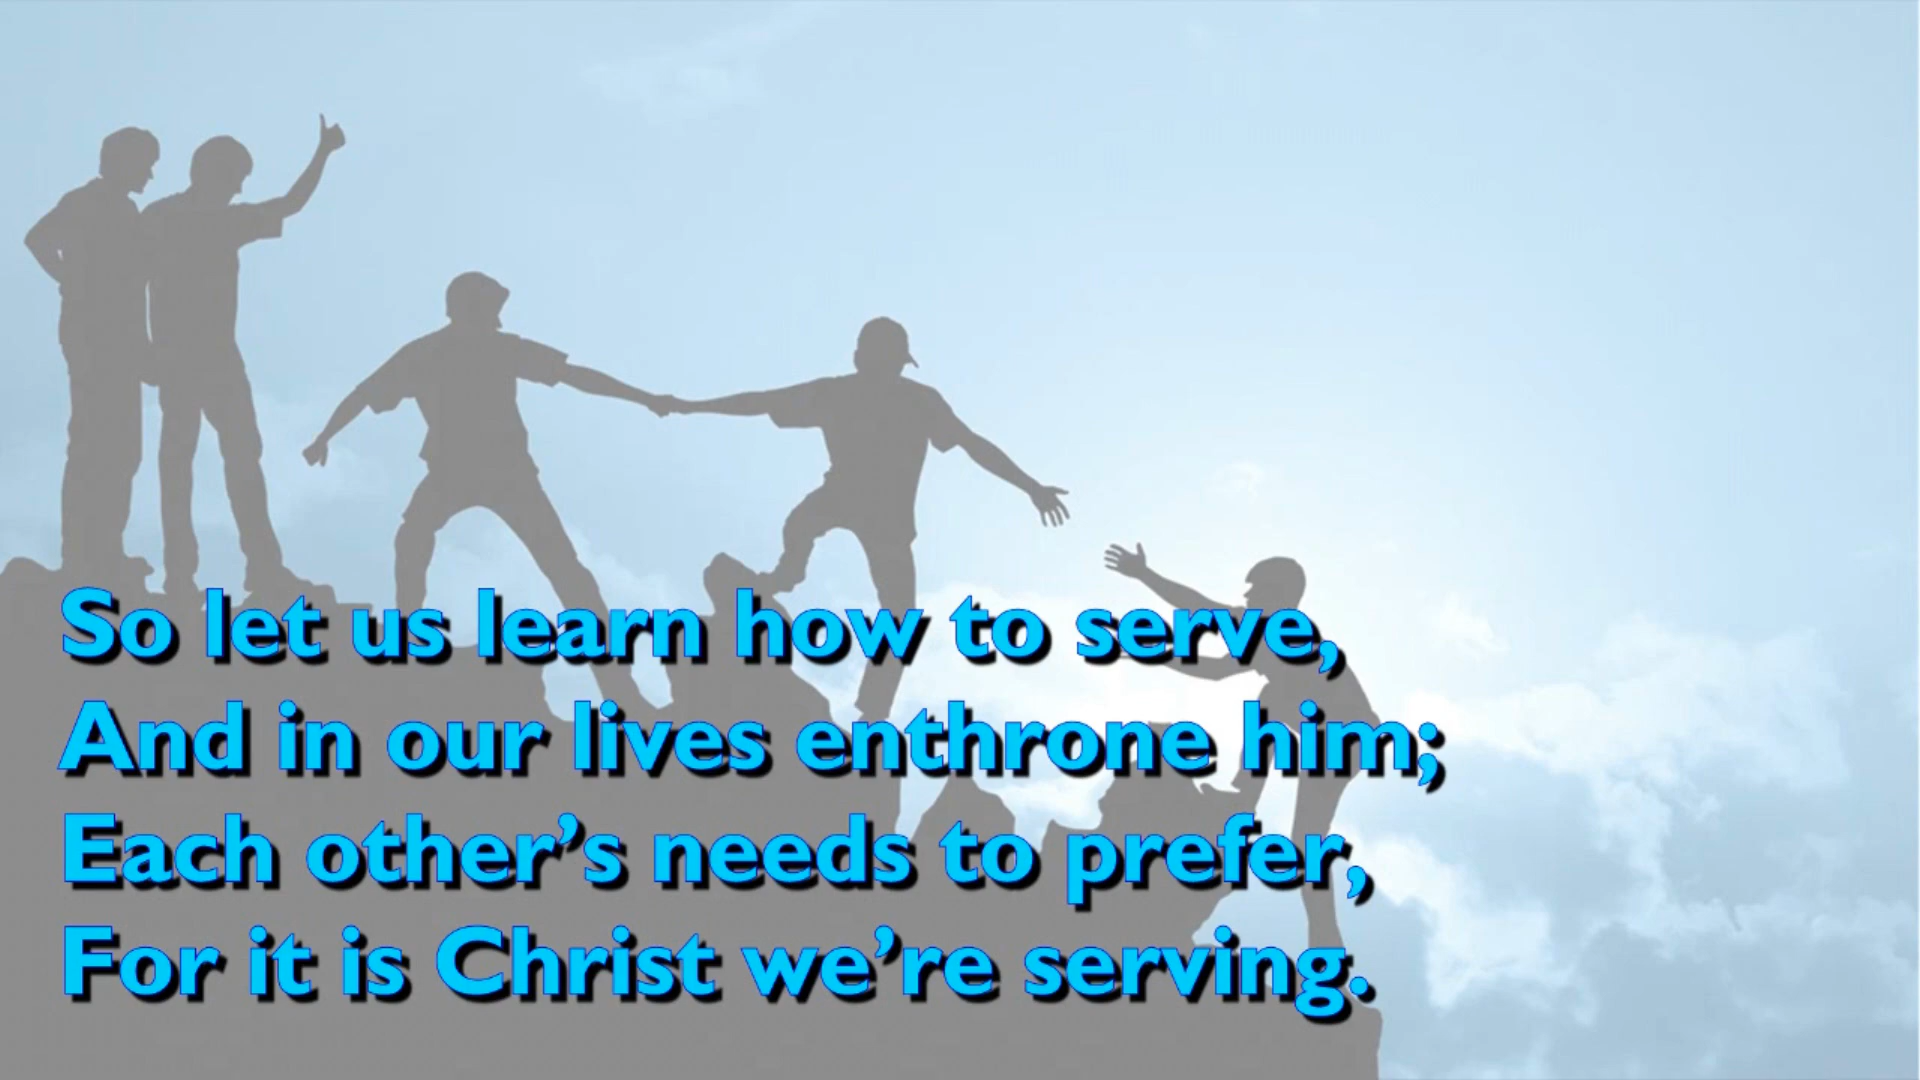 So let us learn how to serve,
And in our lives enthrone him;
Each other’s needs to prefer,
For it is Christ we’re serving.